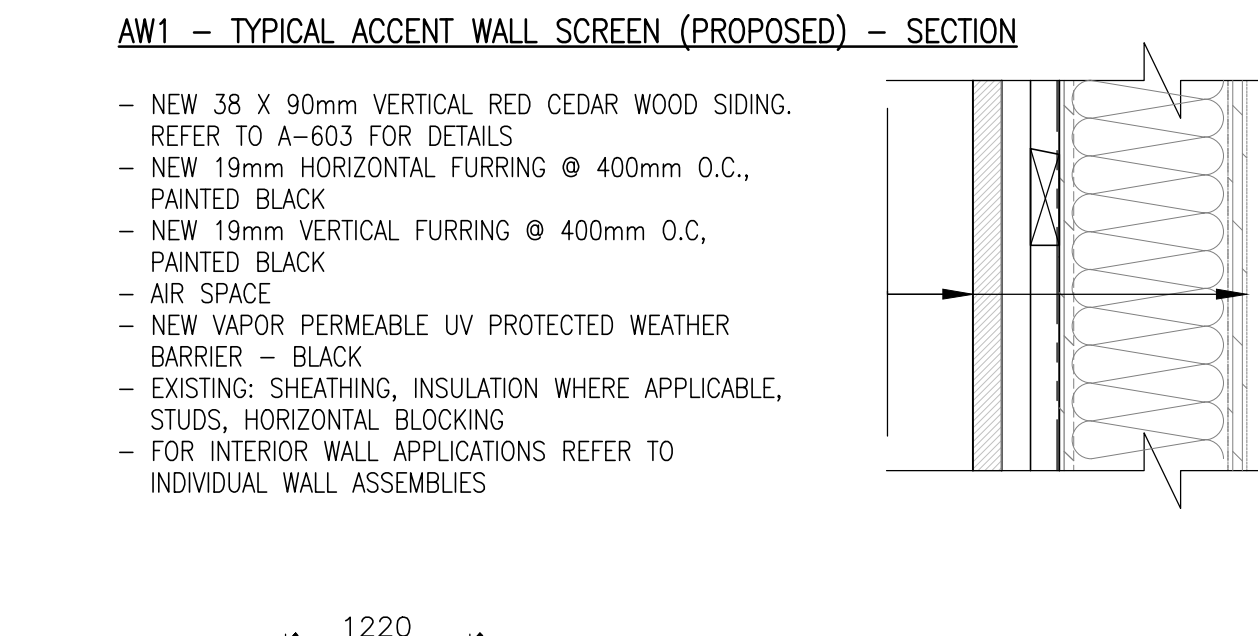 AW1 – TYPICAL ACCENT WALL SCREEN (PROPOSED) – SECTION
– NEW 38 X 90mm VERTICAL RED CEDAR WOOD SIDING.
REFER TO A–603 FOR DETAILS
– NEW 19mm HORIZONTAL FURRING @ 400mm O.C.,
PAINTED BLACK
– NEW 19mm VERTICAL FURRING @ 400mm O.C,
PAINTED BLACK
– AIR SPACE
– NEW VAPOR PERMEABLE UV PROTECTED WEATHER
BARRIER – BLACK
– EXISTING: SHEATHING, INSULATION WHERE APPLICABLE,
STUDS, HORIZONTAL BLOCKING
– FOR INTERIOR WALL APPLICATIONS REFER TO
INDIVIDUAL WALL ASSEMBLIES
1220